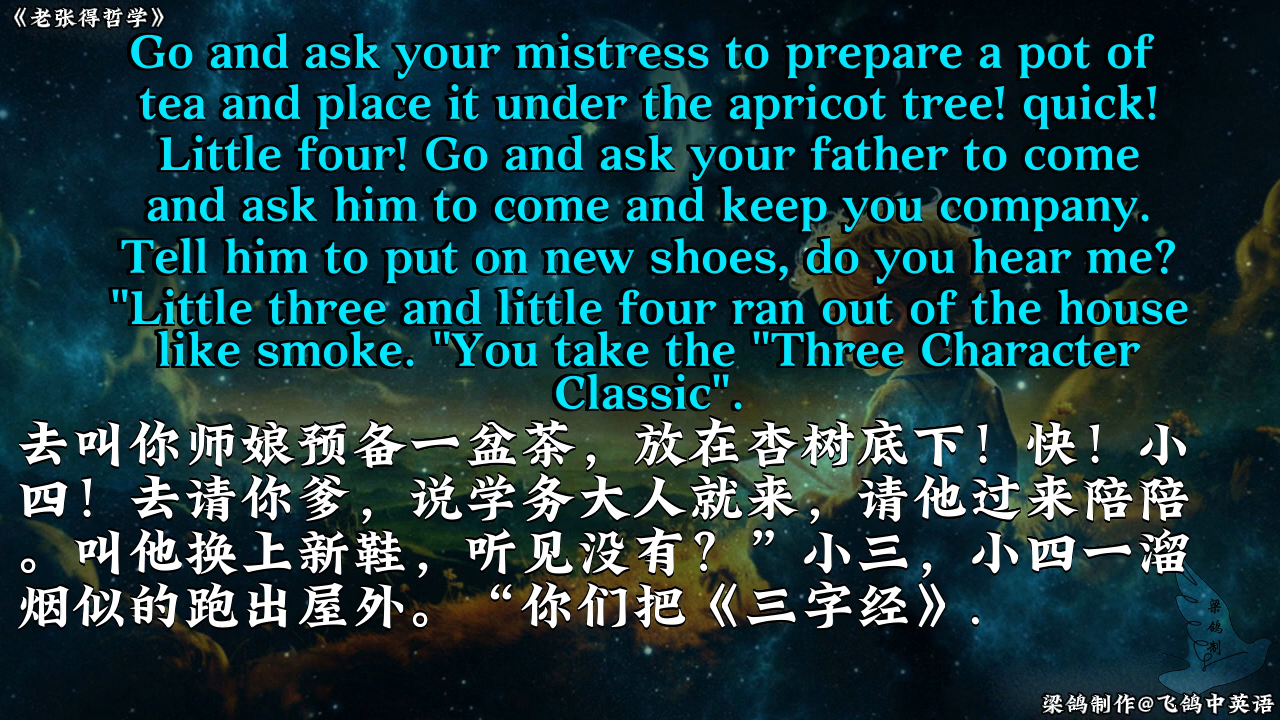 《老张得哲学》
Go and ask your mistress to prepare a pot of
tea and place it under the apricot tree! quick!
Little four! Go and ask your father to come
and ask him to come and keep you company.
Tell him to put on new shoes, do you hear me?
"Little three and little four ran out of the house
like smoke. "You take the "Three Character
Classic".
去叫你师娘预备一盆茶，放在杏树底下！快！小
四！去请你爹，说学务大人就来，请他过来陪陪
。叫他换上新鞋，听见没有？”小三，小四一溜
烟似的跑出屋外。“你们把《三字经》.
梁鸽制
梁鸽制作@飞鸽中英语